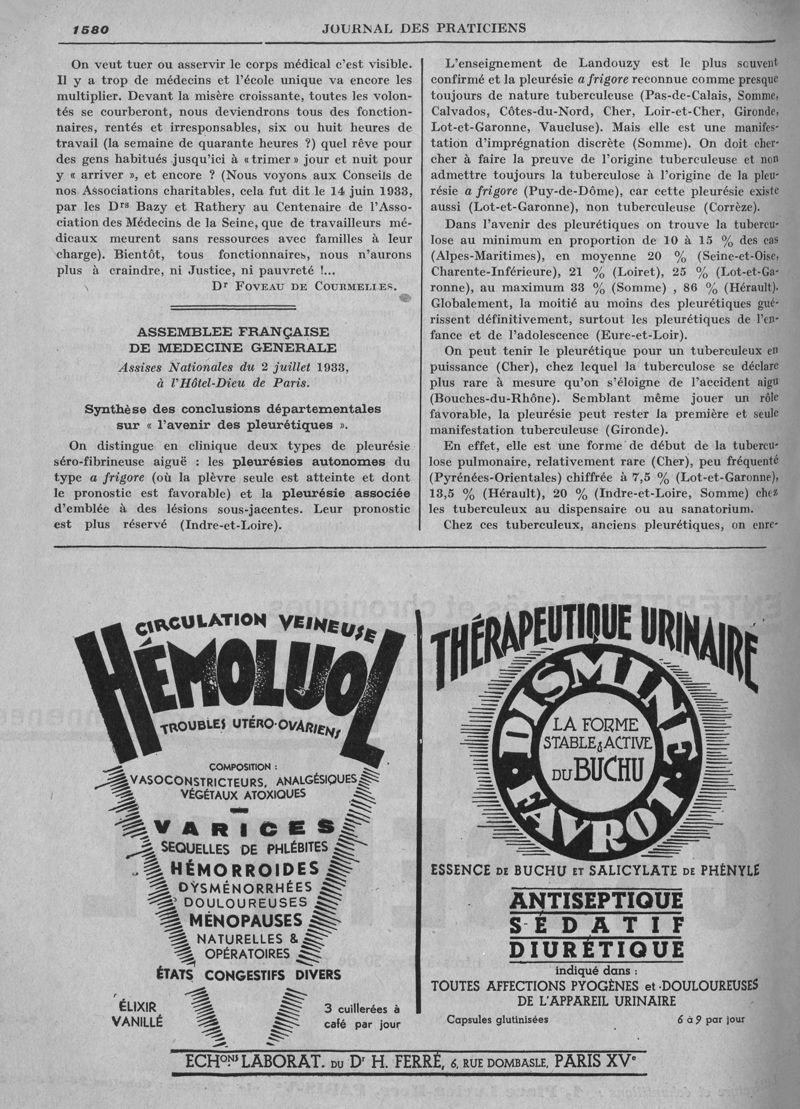 1580
JOURNAL DES PRATICIENS
On veut tuer ou asservir le corps médical c'est visible.
Il y a trop de médecins et l'école unique va encore les
multiplier. Devant la misère croissante, toutes les volon-
tés se courberont, nous deviendrons tous des fonction-
naires, rentés et irresponsables, six ou huit heures de
travail (la semaine de quarante heures ?) quel rêve pour
des gens habitués jusqu'ici à « trimer » jour et nuit pour
y « arriver », et encore ? (Nous voyons aux Conseils de
nos Associations charitables, cela fut dit le 14 juin 1933,
par les Drs Bazy et Rathery au Centenaire de l'Asso-
ciation des Médecins de la Seine, que de travailleurs mé-
dicaux meurent sans ressources avec familles à leur
charge). Bientôt, tous fonctionnaires, nous n'aurons
plus à craindre, ni Justice, ni pauvreté !...
Dr FOVEAU DE COURMELLES.
ASSEMBLEE FRANÇAISE
DE MEDECINE GENERALE
Assises Nationales du 2 juillet 1933,
à l'Hôtel-Dieu de Paris.
Synthèse des conclusions départementales
sur « l'avenir des pleurétiques ».
On distingue en clinique deux types de pleurésie
séro-fibrineuse aiguë : les pleurésies autonomes du
type a frigore (où la plèvre seule est atteinte et dont
le pronostic est favorable) et la pleurésie associée
d'emblée à des lésions sous-jacentes. Leur pronostic
est plus réservé (Indre-et-Loire).
L'enseignement de Landouzy est le plus souvent
confirmé et la pleurésie a frigore reconnue comme presque
toujours de nature tuberculeuse (Pas-de-Calais, Somme,
Calvados, Côtes-du-Nord, Cher, Loir-et-Cher, Gironde,
Lot-et-Garonne, Vaucluse). Mais elle est une manifes-
tation d'imprégnation discrète (Somme). On doit cher-
cher à faire la preuve de l'origine tuberculeuse et non
admettre toujours la tuberculose à l'origine de la pleu-
résie a frigore (Puy-de-Dôme), car cette pleurésie existe
aussi (Lot-et-Garonne), non tuberculeuse (Corrèze).
Dans l'avenir des pleurétiques on trouve la tubercu-
lose au minimum en proportion de 10 à 15 % des cas
(Alpes-Maritimes), en moyenne 20 % (Seine-et-Oise,
Charente-Inférieure), 21 % (Loiret), 25 % (Lot-et-Ga-
ronne), au maximum 33 % (Somme) , 86 % (Hérault).
Globalement, la moitié au moins des pleurétiques gué-
rissent définitivement, surtout les pleurétiques de l'en-
fance et de l'adolescence (Eure-et-Loir).
On peut tenir le pleurétique pour un tuberculeux en
puissance (Cher), chez lequel la tuberculose se déclare
plus rare à mesure qu'on s'éloigne de l'accident aigu
(Bouches-du-Rhône). Semblant même jouer un rôle
favorable, la pleurésie peut rester la première et seule
manifestation tuberculeuse (Gironde).
En effet, elle est une forme de début de la tubercu-
lose pulmonaire, relativement rare (Cher), peu fréquente
(Pyrénées-Orientales) chiffrée à 7,5 % (Lot-et-Garonne),
13,5 % (Hérault), 20 % (Indre-et-Loire, Somme) chez
les tuberculeux au dispensaire ou au sanatorium.
Chez ces tuberculeux, anciens pleurétiques, on enre-
CIRCULATION VEINEUSE
HÉMOLUOL
TROUBLES UTÉRO-OVARIENS
COMPOSITION :
VASOCONSTRICTEURS, ANALGÉSIQUES
VÉGÉTAUX ATOXIQUES
VARICES
SEQUELLES DE PHLÉBITES
HÉMORROIDES
DYSMÉNORRHÉES
DOULOUREUSES
MÉNOPAUSES
NATURELLES &
OPÉRATOIRES
ÉTATS CONGESTIFS DIVERS
ÉLIXIR
VANILLÉ
3 cuillerées à
café par jour
THÉRAPEUTIQUE URINAIRE
DISMINE
LA FORME
STABLE & ACTIVE
DU BUCHU
FAVROT
ESSENCE DE BUCHU ET SALICYLATE DE PHÉNYLE
ANTISEPTIQUE
SÉDATIF
DIURÉTIQUE
indiqué dans :
TOUTES AFFECTIONS PYOGÈNES et DOULOUREUSES
DE L'APPAREIL URINAIRE
Capsules glutinisées
6 à 9 par jour
ECHONS LABORAT. DU Dr H. FERRÉ, 6, RUE DOMBASLE, PARIS XVe